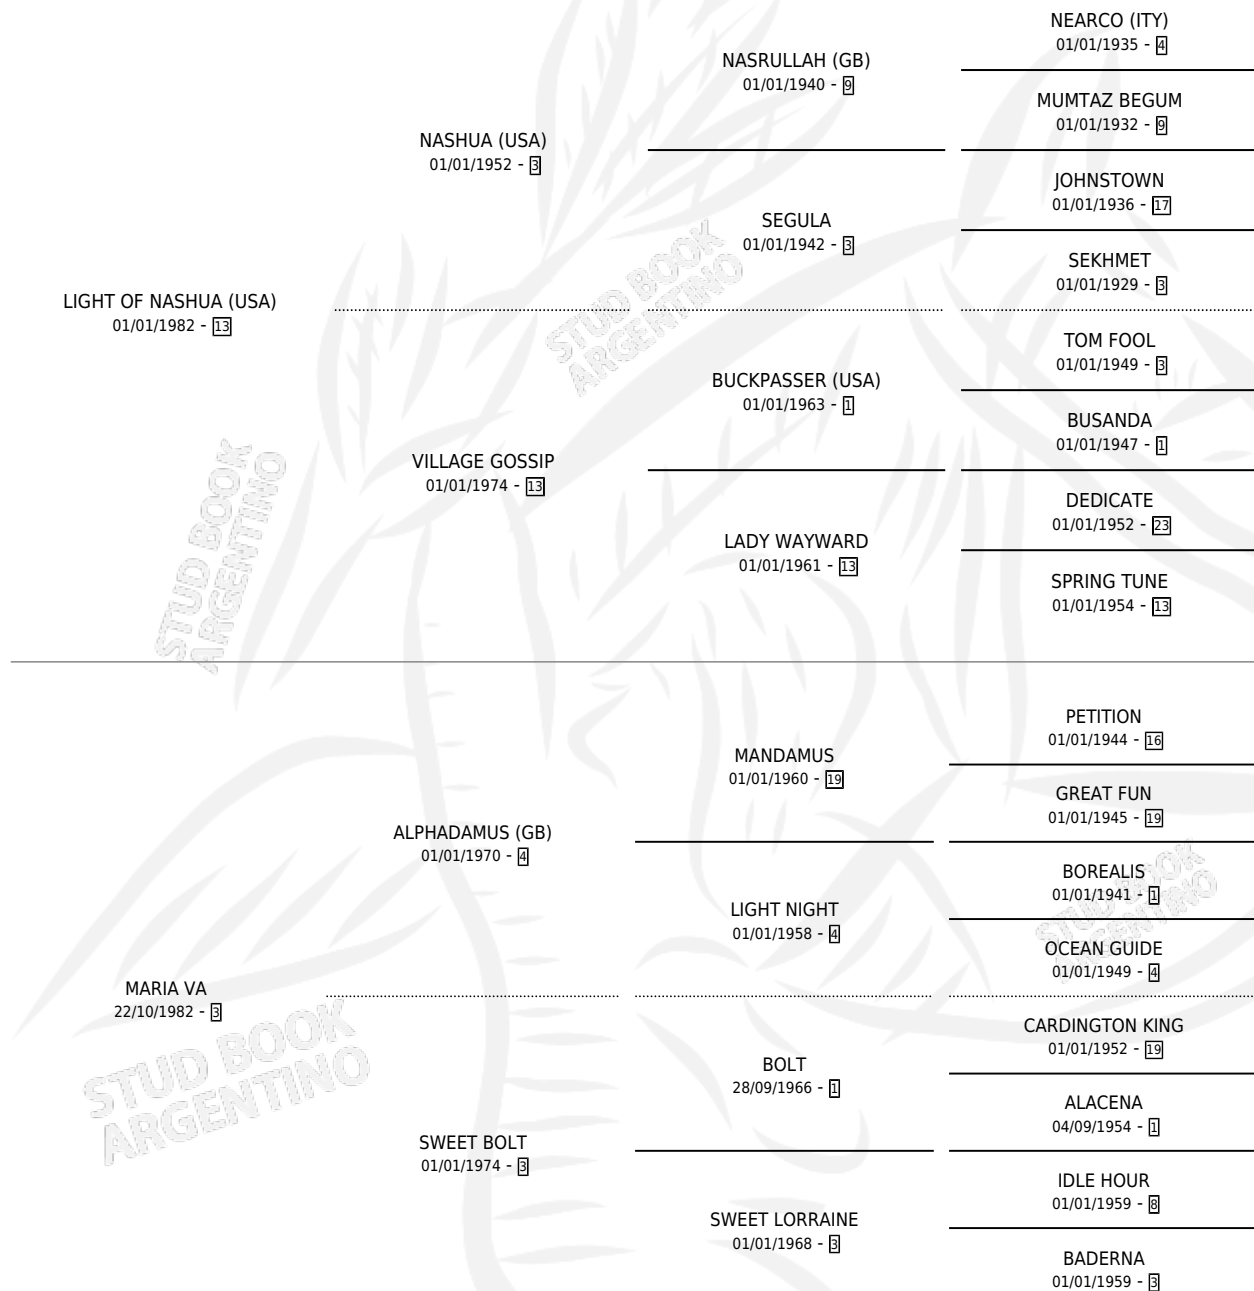 NEARCO (ITY)
01/01/1935 - 4
NASRULLAH (GB)
01/01/1940 - 9
MUMTAZ BEGUM
01/01/1932 - 9
NASHUA (USA)
01/01/1952 - 3
JOHNSTOWN
01/01/1936 - 17
SEGULA
01/01/1942 - 3
SEKHMET
01/01/1929 - 3
LIGHT OF NASHUA (USA)
01/01/1982 - 13
TOM FOOL
01/01/1949 - 3
BUCKPASSER (USA)
01/01/1963 - 1
BUSANDA
01/01/1947 - 1
VILLAGE GOSSIP
01/01/1974 - 13
DEDICATE
01/01/1952 - 23
LADY WAYWARD
01/01/1961 - 13
SPRING TUNE
01/01/1954 - 13
PETITION
01/01/1944 - 16
MANDAMUS
01/01/1960 - 19
GREAT FUN
01/01/1945 - 19
ALPHADAMUS (GB)
01/01/1970 - 4
BOREALIS
01/01/1941 - 1
LIGHT NIGHT
01/01/1958 - 4
OCEAN GUIDE
01/01/1949 - 4
MARIA VA
22/10/1982 - 3
CARDINGTON KING
01/01/1952 - 19
BOLT
28/09/1966 - 1
ALACENA
04/09/1954 - 1
SWEET BOLT
01/01/1974 - 3
IDLE HOUR
01/01/1959 - 8
SWEET LORRAINE
01/01/1968 - 3
BADERNA
01/01/1959 - 3
STUD BOOK
ARGENTINO
STUD BOOK
ARGENTINO
STUD BOOK
ARGENTINO
STUD BOOK
ARGENTINO